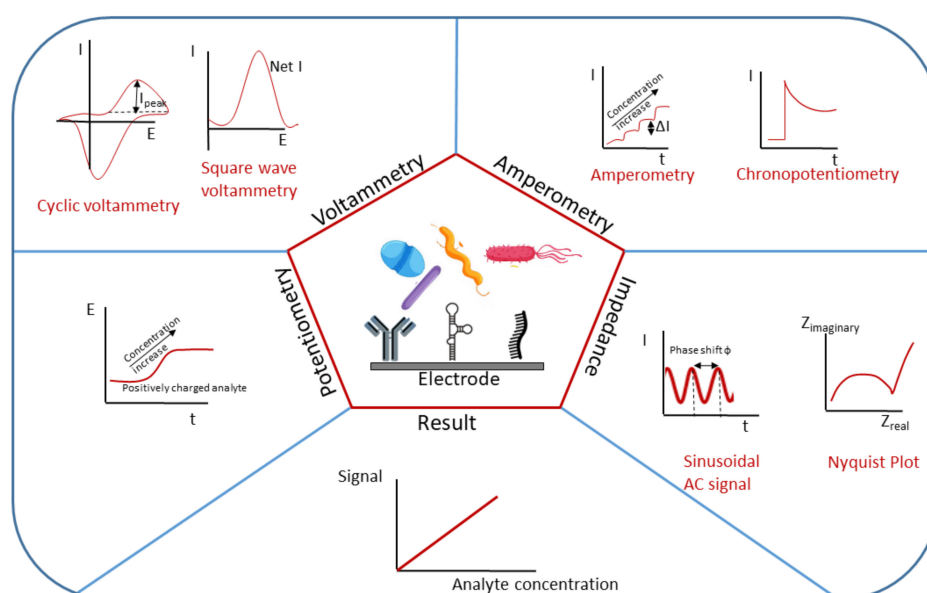 I
I
peak
E
Cyclic voltammetry
I
Net I
E
Square wave
voltammetry
I
Concentration
increase
ΔI
t
Amperometry
I
t
Chronopotentiometry
Voltammetry
Amperometry
Potentiometry
Impedance
Electrode
Result
E
Concentration
increase
Positively charged analyte
t
I
Phase shift ϕ
t
Sinusoidal
AC signal
Zimaginary
Zreal
Nyquist Plot
Signal
Analyte concentration